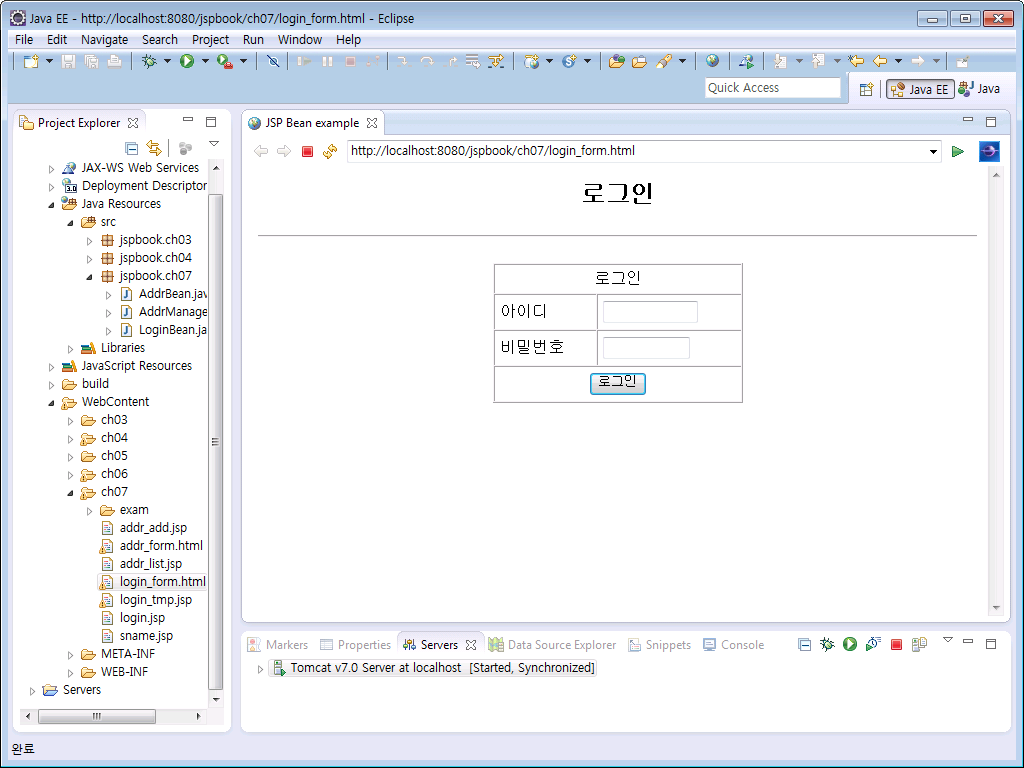 Java EE - http://localhost:8080/jspbook/ch07/login_form.html - Eclipse
File Edit Navigate Search Project Run Window Help
Quick Access
Java EE
Java
Project Explorer
JAX-WS Web Services
Deployment Descriptor
Java Resources
src
jspbook.ch03
jspbook.ch04
jspbook.ch07
AddrBean.jav
AddrManage
LoginBean.ja
Libraries
JavaScript Resources
build
WebContent
ch03
ch04
ch05
ch06
ch07
exam
addr_add.jsp
addr_form.html
addr_list.jsp
login_form.html
login_tmp.jsp
login.jsp
sname.jsp
META-INF
WEB-INF
Servers
JSP Bean example
http://localhost:8080/jspbook/ch07/login_form.html
로그인
로그인
아이디
비밀번호
로그인
Markers Properties Servers Data Source Explorer Snippets Console
Tomcat v7.0 Server at localhost [Started, Synchronized]
완료